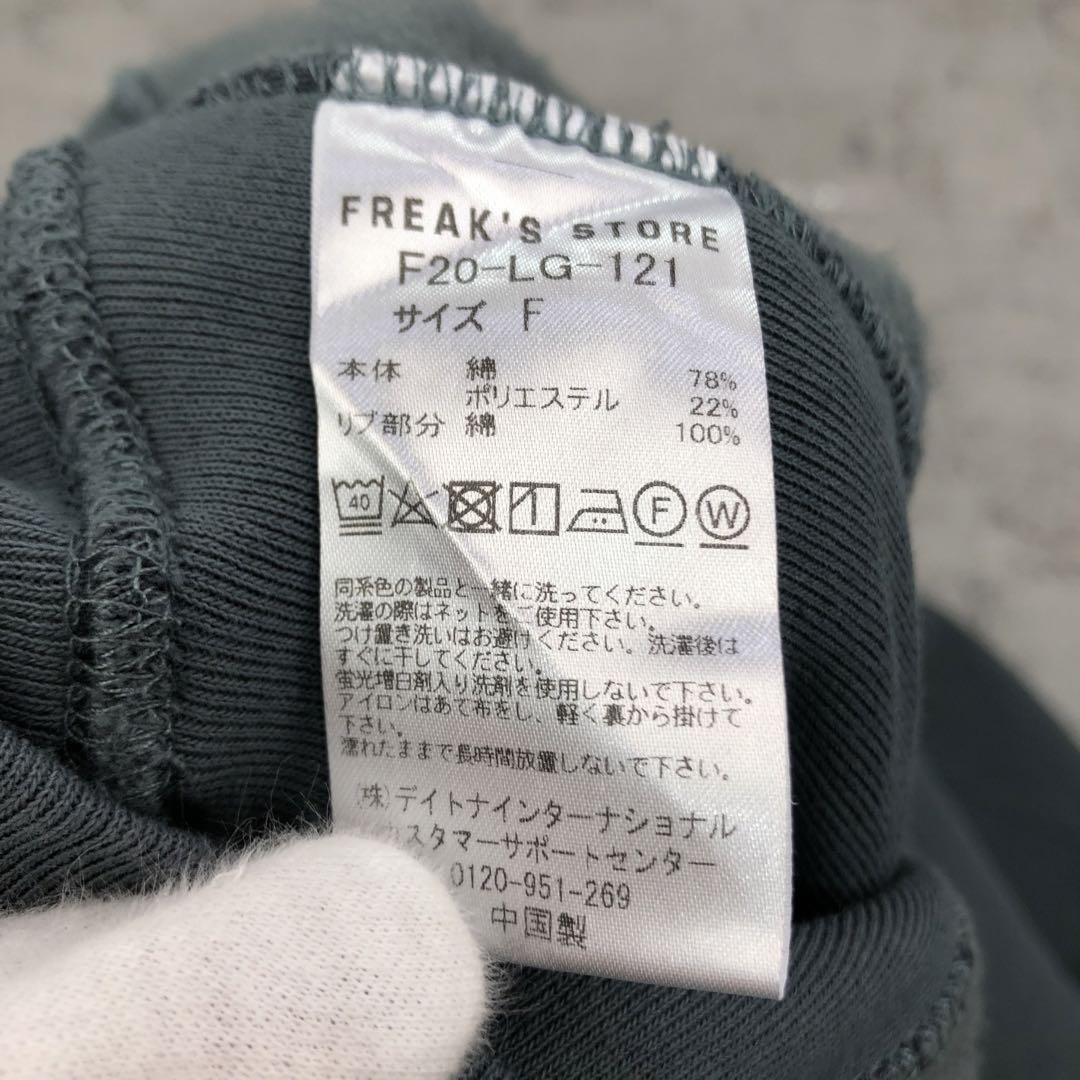 FREAK'S STORE
F20-LG-121
サイズ F
本体 綿 78%
ポリエステル 22%
リブ部分 綿 100%
40 F W
同系色の製品と一緒に洗ってください。
洗濯の際はネットをご使用下さい。
つけ置き洗いはお避けください。洗濯後は
すぐに干してください。
蛍光増白剤入り洗剤を使用しないで下さい。
アイロンはあて布をし、軽く裏から掛けて
下さい。
濡れたままで長時間放置しないで下さい。
(株)デイトナインターナショナル
カスタマーサポートセンター
0120-951-269
中国製